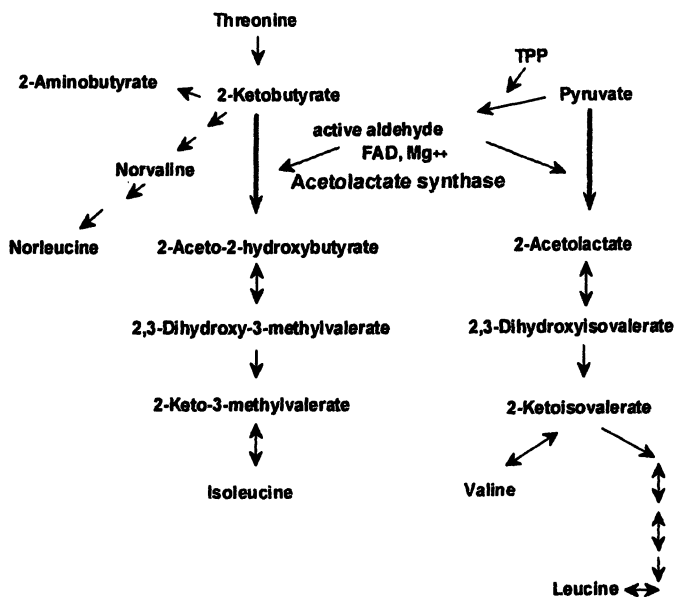 Threonine
TPP
2-Aminobutyrate
2-Ketobutyrate
Pyruvate
active aldehyde
FAD, Mg++
Acetolactate synthase
Norvaline
Norleucine
2-Aceto-2-hydroxybutyrate
2-Acetolactate
2,3-Dihydroxy-3-methylvalerate
2,3-Dihydroxyisovalerate
2-Keto-3-methylvalerate
2-Ketoisovalerate
Isoleucine
Valine
Leucine